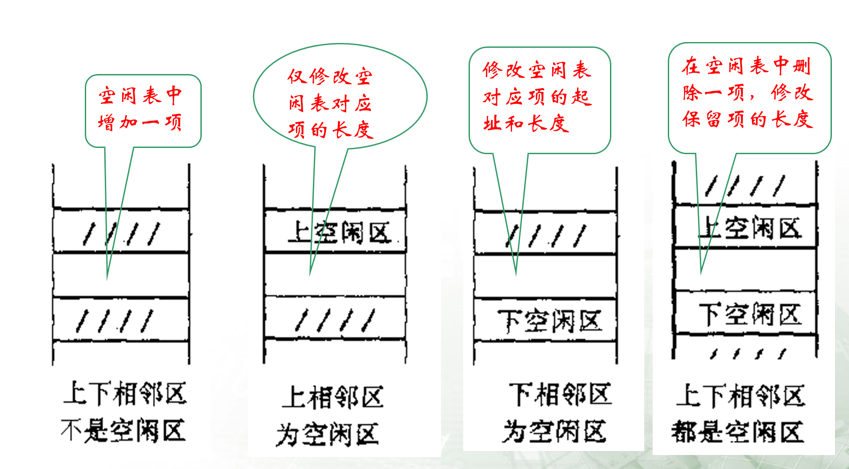 空闲表中
增加一项
仅修改空
闲表对应
项的长度
修改空闲表
对应项的起
址和长度
在空闲表中删
除一项，修改
保留项的长度
上空闲区
下空闲区
上空闲区
下空闲区
上下相邻区
不是空闲区
上相邻区
为空闲区
下相邻区
为空闲区
上下相邻区
都是空闲区